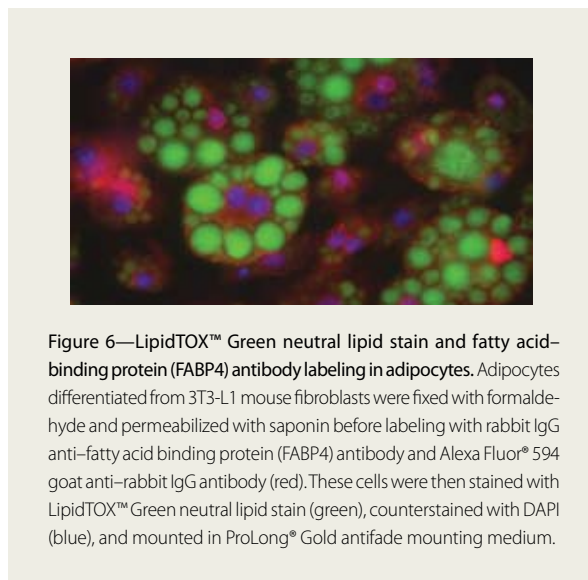 Figure 6—LipidTOX™ Green neutral lipid stain and fatty acid–
binding protein (FABP4) antibody labeling in adipocytes. Adipocytes
differentiated from 3T3-L1 mouse fibroblasts were fixed with formalde-
hyde and permeabilized with saponin before labeling with rabbit IgG
anti–fatty acid binding protein (FABP4) antibody and Alexa Fluor® 594
goat anti–rabbit IgG antibody (red). These cells were then stained with
LipidTOX™ Green neutral lipid stain (green), counterstained with DAPI
(blue), and mounted in ProLong® Gold antifade mounting medium.